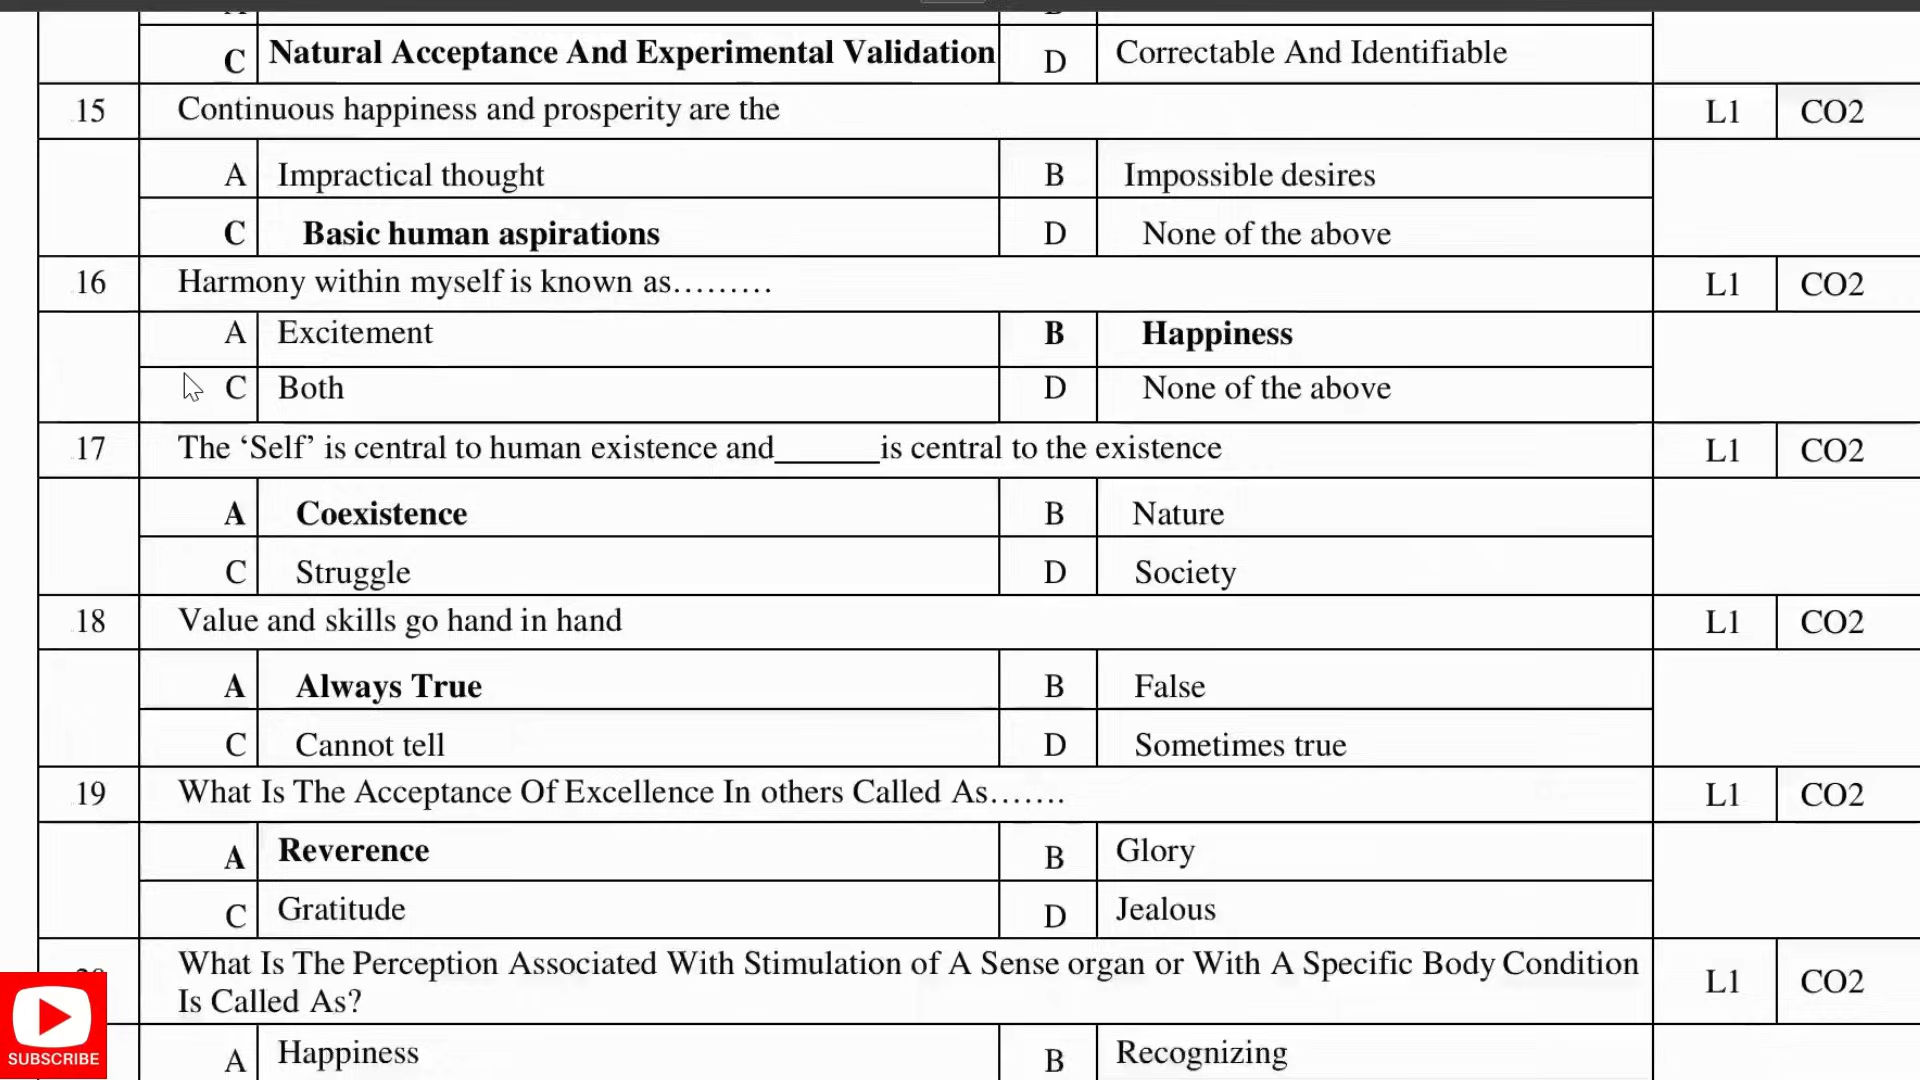 C Natural Acceptance And Experimental Validation D Correctable And Identifiable
15 Continuous happiness and prosperity are the L1 CO2
A Impractical thought B Impossible desires
C Basic human aspirations D None of the above
16 Harmony within myself is known as……… L1 CO2
A Excitement B Happiness
C Both D None of the above
17 The ‘Self’ is central to human existence and______is central to the existence L1 CO2
A Coexistence B Nature
C Struggle D Society
18 Value and skills go hand in hand L1 CO2
A Always True B False
C Cannot tell D Sometimes true
19 What Is The Acceptance Of Excellence In others Called As……. L1 CO2
A Reverence B Glory
C Gratitude D Jealous
What Is The Perception Associated With Stimulation of A Sense organ or With A Specific Body Condition L1 CO2
Is Called As?
A Happiness B Recognizing
SUBSCRIBE